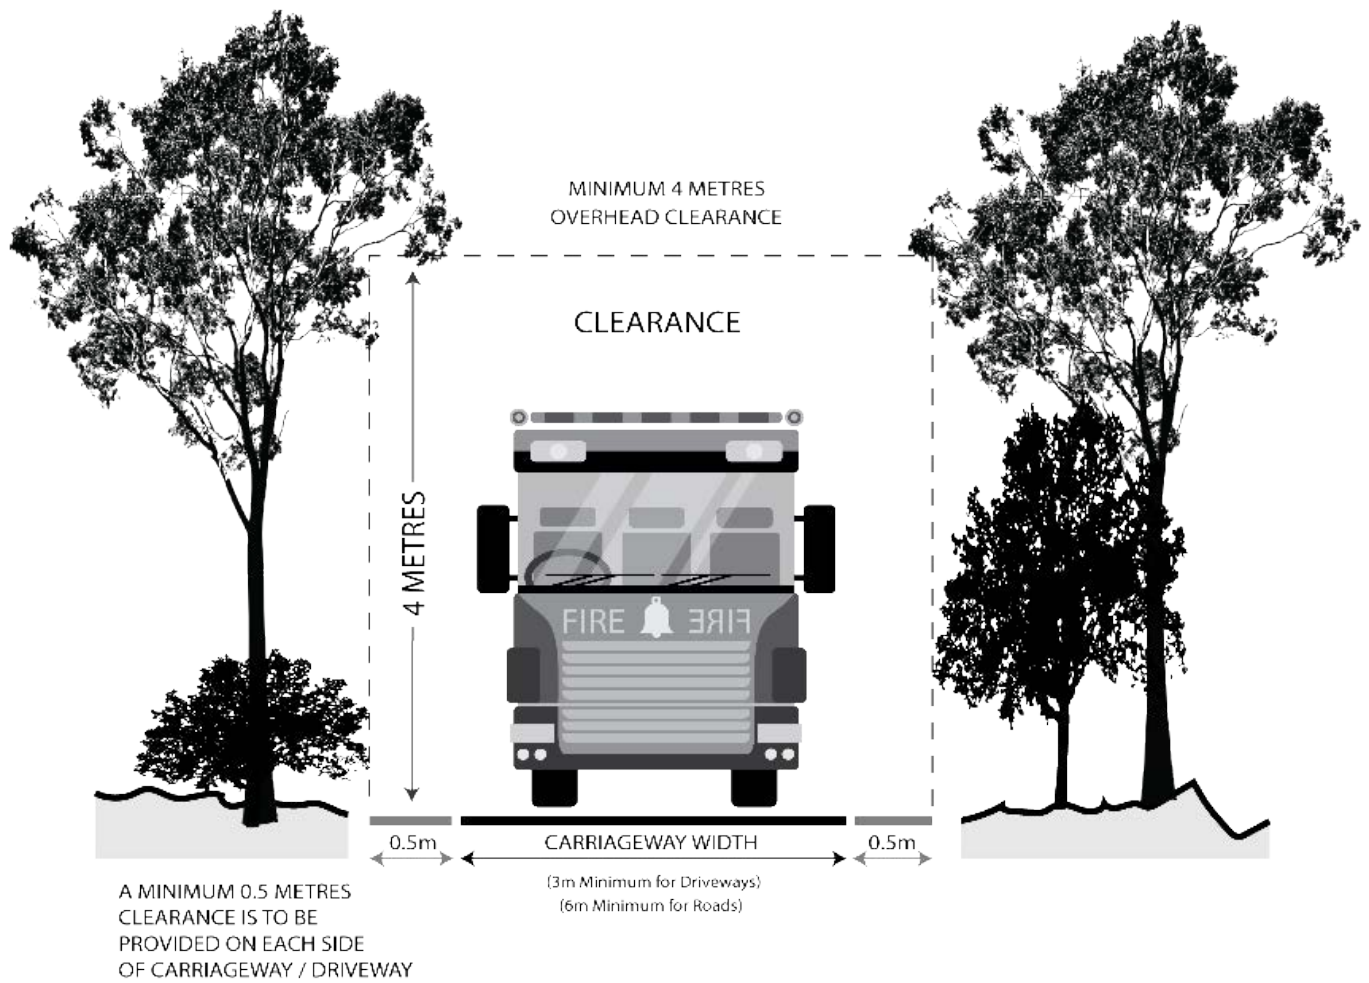 MINIMUM 4 METRES
OVERHEAD CLEARANCE
CLEARANCE
4 METRES
FIRE FIRE
0.5m
CARRIAGEWAY WIDTH
0.5m
(3m Minimum for Driveways)
(6m Minimum for Roads)
A MINIMUM 0.5 METRES
CLEARANCE IS TO BE
PROVIDED ON EACH SIDE
OF CARRIAGEWAY / DRIVEWAY